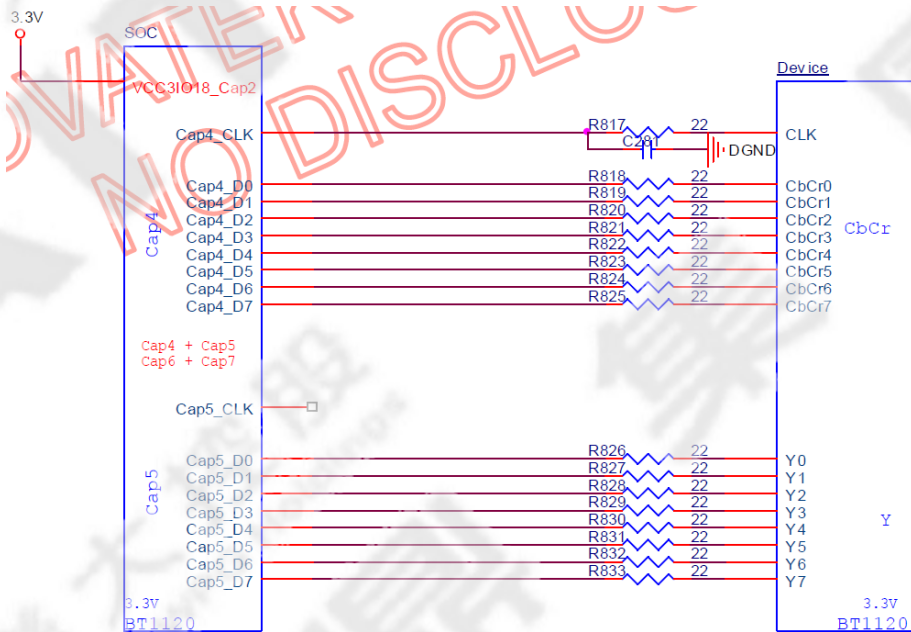 3.3V
SOC
VCC3IO18_Cap2
NO DISCLO
Device
Cap4_CLK
R817
22
CLK
C281
DGND
Cap4
Cap4_D0
R818
22
CbCr0
Cap4_D1
R819
22
CbCr1
Cap4_D2
R820
22
CbCr2
Cap4_D3
R821
22
CbCr3
Cap4_D4
R822
22
CbCr4
Cap4_D5
R823
22
CbCr5
Cap4_D6
R824
22
CbCr6
Cap4_D7
R825
22
CbCr7
CbCr
Cap4 + Cap5
Cap6 + Cap7
Cap5_CLK
Cap5
Cap5_D0
R826
22
Y0
Cap5_D1
R827
22
Y1
Cap5_D2
R828
22
Y2
Cap5_D3
R829
22
Y3
Cap5_D4
R830
22
Y4
Cap5_D5
R831
22
Y5
Cap5_D6
R832
22
Y6
Cap5_D7
R833
22
Y7
Y
3.3V
BT1120
3.3V
BT1120